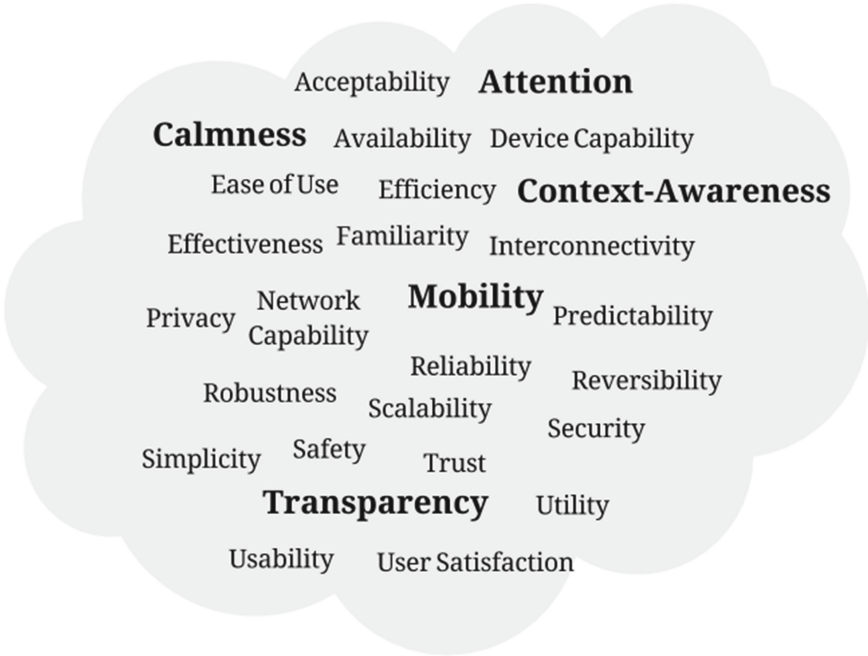 Acceptability Attention
Calmness Availability Device Capability
Ease of Use Efficiency Context-Awareness
Effectiveness Familiarity Interconnectivity
Privacy Network Capability Mobility Predictability
Reliability Reversibility
Robustness Scalability
Security
Simplicity Safety Trust
Transparency Utility
Usability User Satisfaction